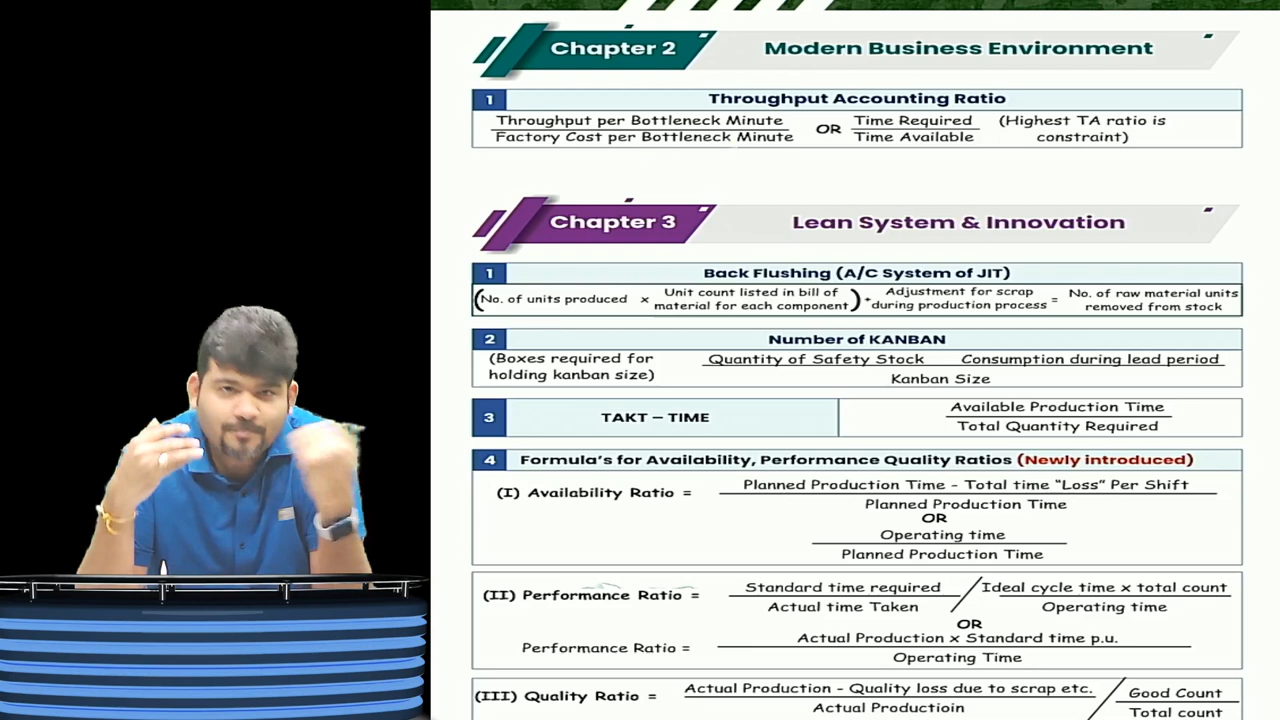 Chapter 2 Modern Business Environment
1 Throughput Accounting Ratio
Throughput per Bottleneck Minute
Factory Cost per Bottleneck Minute
OR
Time Required
Time Available
(Highest TA ratio is
constraint)
Chapter 3 Lean System & Innovation
1 Back Flushing (A/C System of JIT)
(No. of units produced x Unit count listed in bill of
material for each component) + Adjustment for scrap
during production process = No. of raw material units
removed from stock
2 Number of KANBAN
(Boxes required for
holding kanban size)
Quantity of Safety Stock Consumption during lead period
Kanban Size
3 TAKT – TIME
Available Production Time
Total Quantity Required
4 Formula's for Availability, Performance Quality Ratios (Newly introduced)
(I) Availability Ratio =
Planned Production Time - Total time "Loss" Per Shift
Planned Production Time
OR
Operating time
Planned Production Time
(II) Performance Ratio =
Standard time required
Actual time Taken
/
Ideal cycle time x total count
Operating time
OR
Performance Ratio =
Actual Production x Standard time p.u.
Operating Time
(III) Quality Ratio =
Actual Production - Quality loss due to scrap etc.
Actual Productioin
/
Good Count
Total count